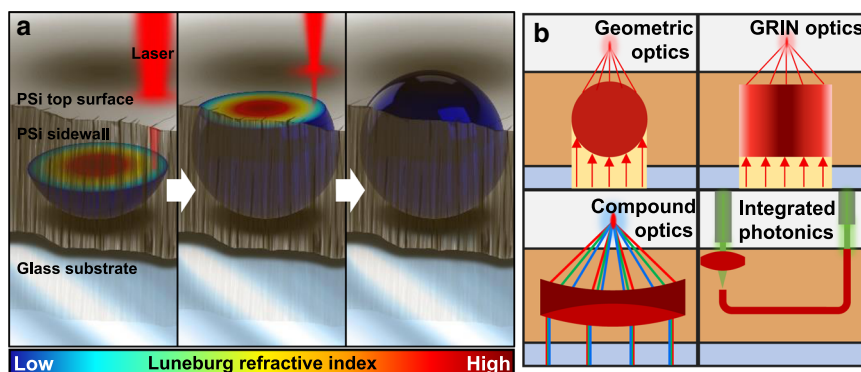 a
Laser
PSi top surface
PSi sidewall
Glass substrate
Low Luneburg refractive index High
b
Geometric
optics
GRIN optics
Compound
optics
Integrated
photonics